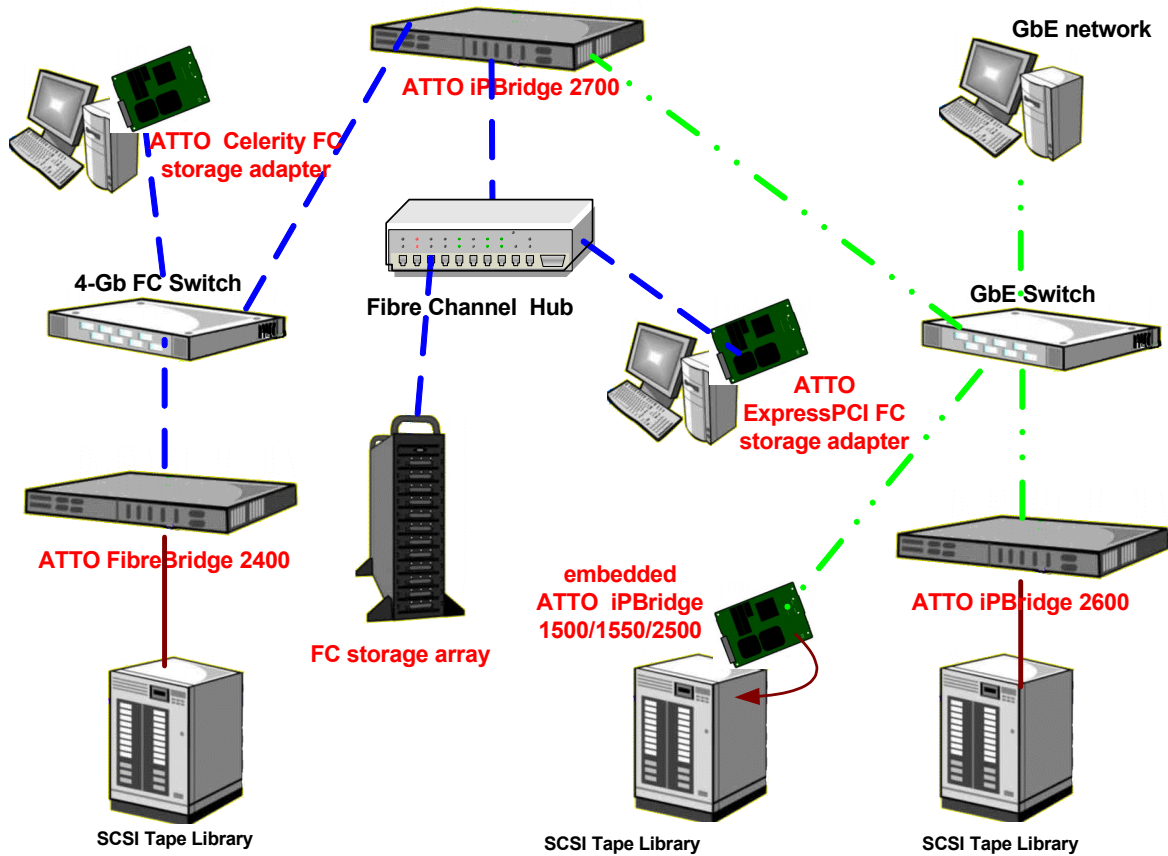 GbE network
ATTO iPBridge 2700
ATTO Celerity FC
storage adapter
4-Gb FC Switch
Fibre Channel Hub
GbE Switch
ATTO
ExpressPCI FC
storage adapter
ATTO FibreBridge 2400
embedded
ATTO iPBridge
1500/1550/2500
ATTO iPBridge 2600
FC storage array
SCSI Tape Library
SCSI Tape Library
SCSI Tape Library